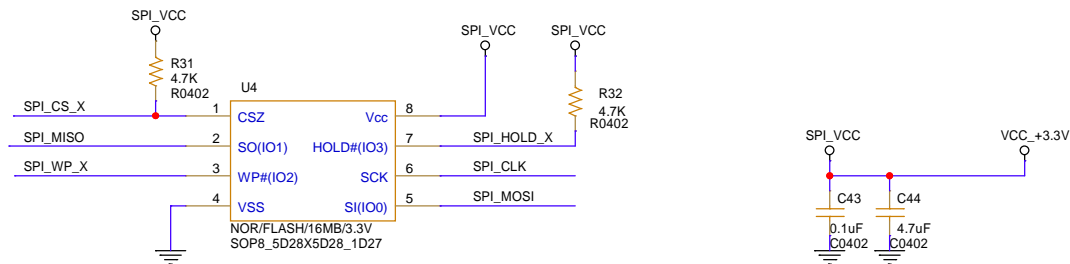 SPI_VCC
SPI_VCC
SPI_VCC
R31
4.7K
R0402
U4
R32
4.7K
R0402
SPI_CS_X
1
CSZ
Vcc
8
SPI_MISO
2
SO(IO1)
HOLD#(IO3)
7
SPI_HOLD_X
SPI_WP_X
3
WP#(IO2)
SCK
6
SPI_CLK
4
VSS
SI(IO0)
5
SPI_MOSI
NOR/FLASH/16MB/3.3V
SOP8_5D28X5D28_1D27
SPI_VCC
VCC_+3.3V
C43
0.1uF
C0402
C44
4.7uF
C0402